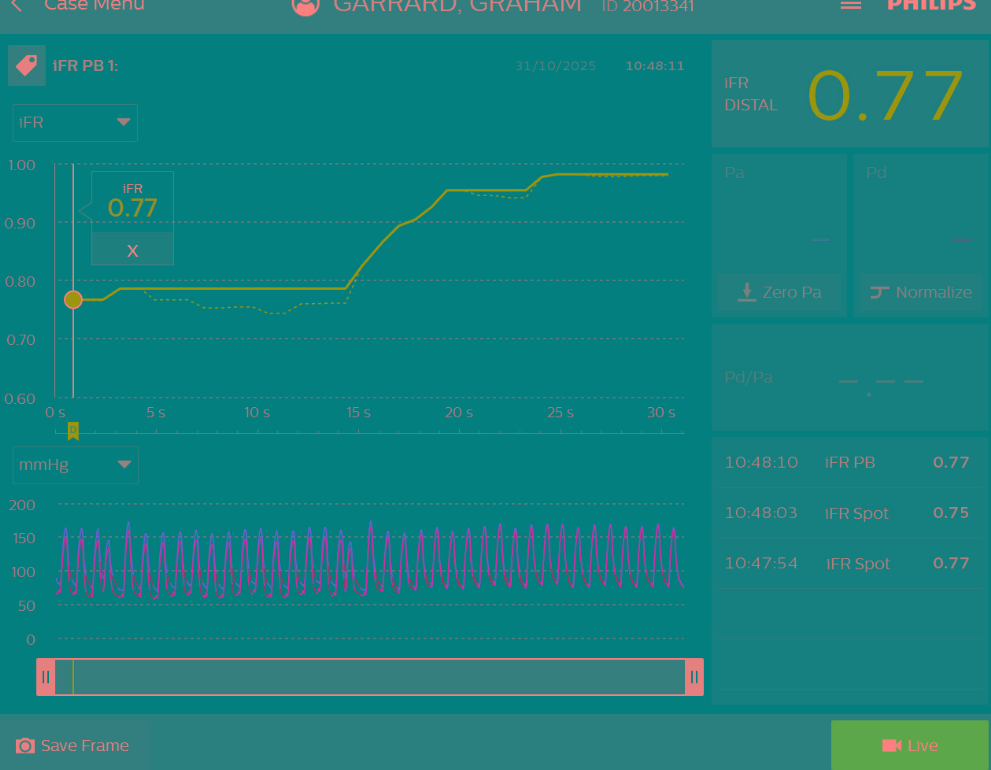 Case Menu
GARRARD, GRAHAM ID 20013341
PHILIPS
iFR PB 1:
31/10/2025 10:48:11
iFR
1.00
0.90
0.80
0.70
0.60
iFR
0.77
X
0 s 5 s 10 s 15 s 20 s 25 s 30 s
D
mmHg
200
150
100
50
0
iFR
DISTAL
0.77
Pa
--
Zero Pa
Pd
--
Normalize
Pd/Pa
-.--
10:48:10 iFR PB 0.77
10:48:03 iFR Spot 0.75
10:47:54 iFR Spot 0.77
Save Frame
Live